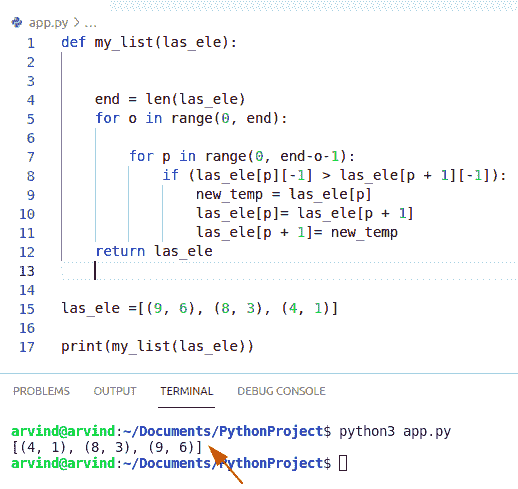 app.py > ...
1 def my_list(las_ele):
2
3
4     end = len(las_ele)
5     for o in range(0, end):
6
7         for p in range(0, end-o-1):
8             if (las_ele[p][-1] > las_ele[p + 1][-1]):
9                 new_temp = las_ele[p]
10                 las_ele[p]= las_ele[p + 1]
11                 las_ele[p + 1]= new_temp
12     return las_ele
13
14
15 las_ele =[(9, 6), (8, 3), (4, 1)]
16
17 print(my_list(las_ele))
PROBLEMS OUTPUT TERMINAL DEBUG CONSOLE
arvind@arvind:~/Documents/PythonProject$ python3 app.py
[(4, 1), (8, 3), (9, 6)]
arvind@arvind:~/Documents/PythonProject$